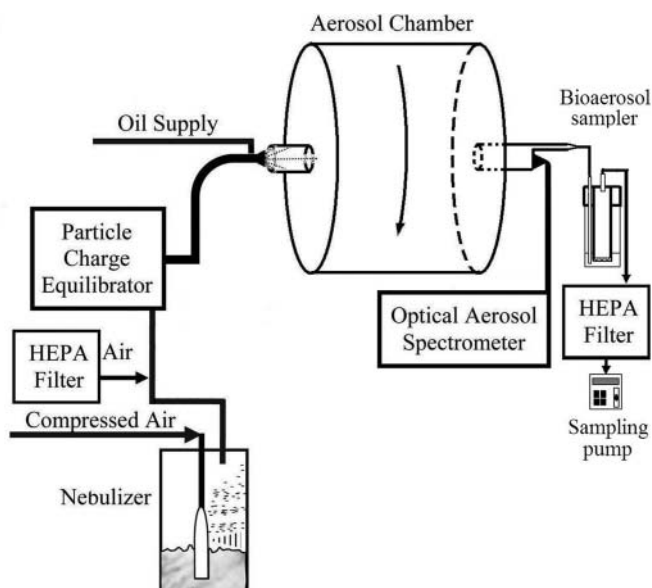 Aerosol Chamber
Bioaerosol
sampler
Oil Supply
Particle
Charge
Equilibrator
HEPA
Filter
Air
Optical Aerosol
Spectrometer
HEPA
Filter
Compressed Air
Sampling
pump
Nebulizer